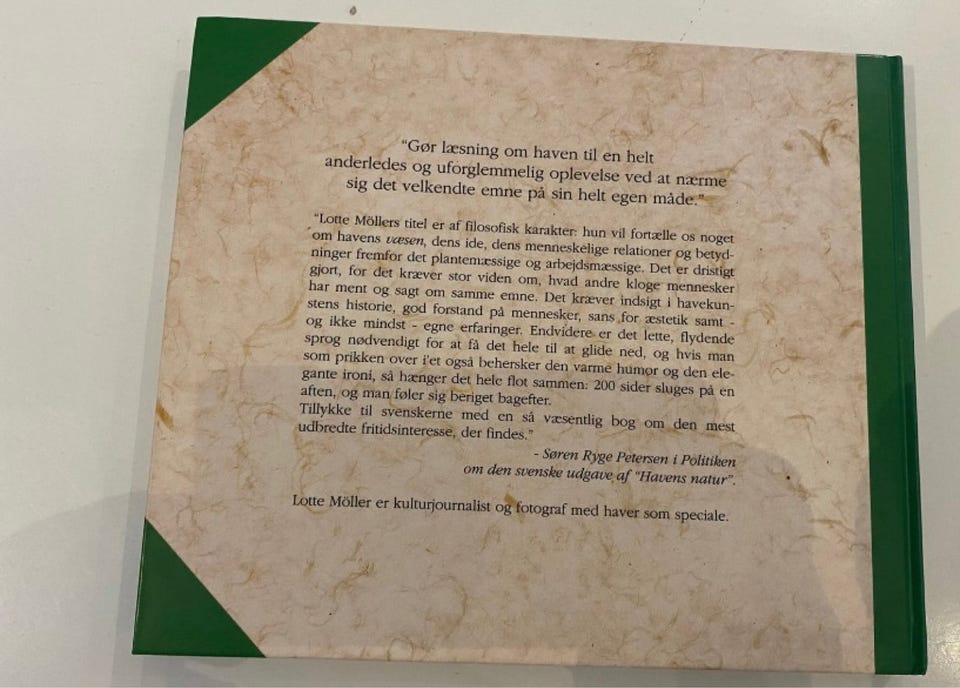 “Gør læsning om haven til en helt
anderledes og uforglemmelig oplevelse ved at nærme
sig det velkendte emne på sin helt egen måde.”
“Lotte Möllers titel er af filosofisk karakter: hun vil fortælle os noget
om havens væsen, dens ide, dens menneskelige relationer og betyd-
ninger fremfor det plantemæssige og arbejdsmæssige. Det er dristigt
gjort, for det kræver stor viden om, hvad andre kloge mennesker
har ment og sagt om samme emne. Det kræver indsigt i havekun-
stens historie, god forstand på mennesker, sans for æstetik samt -
og ikke mindst - egne erfaringer. Endvidere er det lette, flydende
sprog nødvendigt for at få det hele til at glide ned, og hvis man
som prikken over i'et også behersker den varme humor og den ele-
gante ironi, så hænger det hele flot sammen: 200 sider sluges på en
aften, og man føler sig beriget bagefter.
Tillykke til svenskerne med en så væsentlig bog om den mest
udbredte fritidsinteresse, der findes.”
- Søren Ryge Petersen i Politiken
om den svenske udgave af “Havens natur”.
Lotte Möller er kulturjournalist og fotograf med haver som speciale.